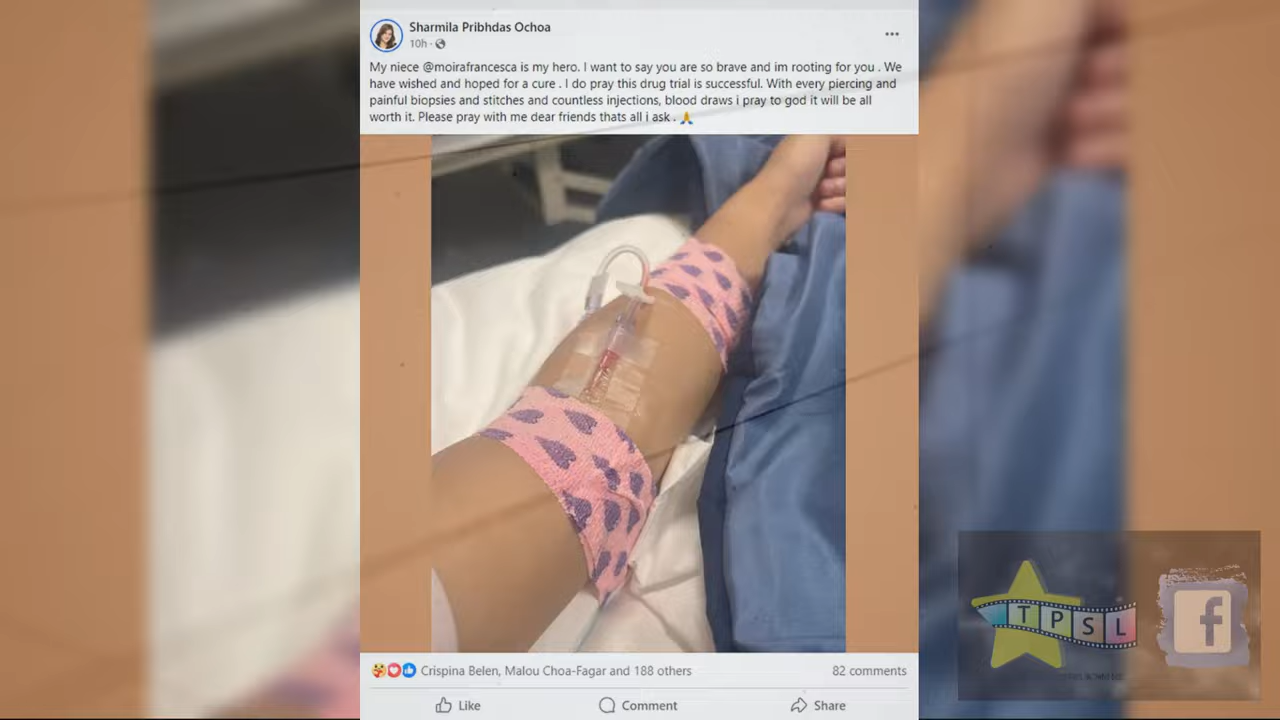 Sharmila Pribhdas Ochoa
10h ·
My niece @moirafrancesca is my hero. I want to say you are so brave and im rooting for you . We
have wished and hoped for a cure . I do pray this drug trial is successful. With every piercing and
painful biopsies and stitches and countless injections, blood draws i pray to god it will be all
worth it. Please pray with me dear friends thats all i ask . 🙏
Crispina Belen, Malou Choa-Fagar and 188 others
82 comments
Like
Comment
Share
TPSL
f